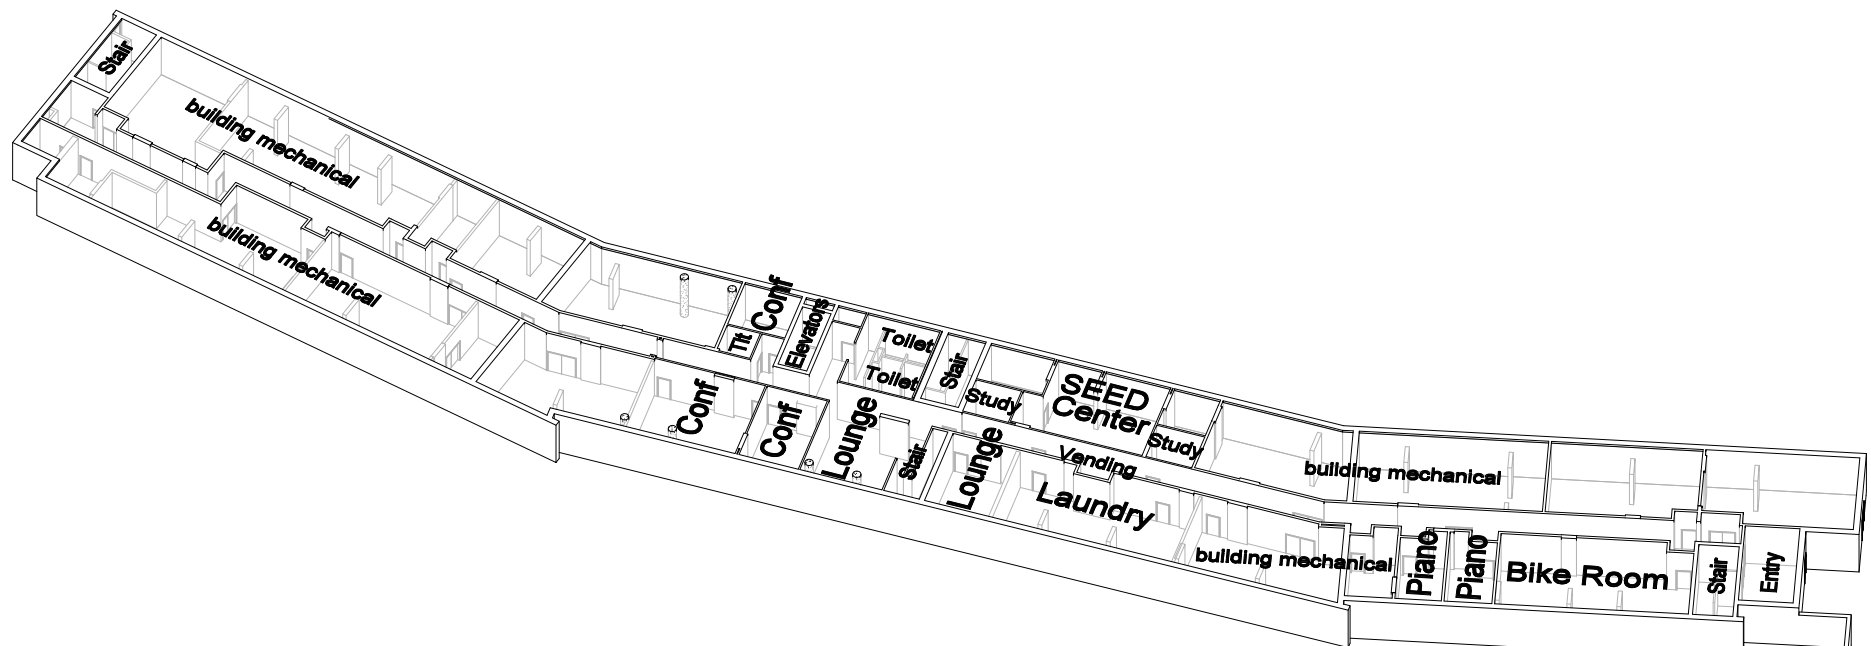 Stair
building mechanical
building mechanical
Conf
Tlt
Elevators
Toilet
Toilet
Stair
Study
SEED
Center
Study
Conf
Conf
Lounge
Stair
Lounge
Vending
Laundry
building mechanical
building mechanical
Piano
Piano
Bike Room
Stair
Entry